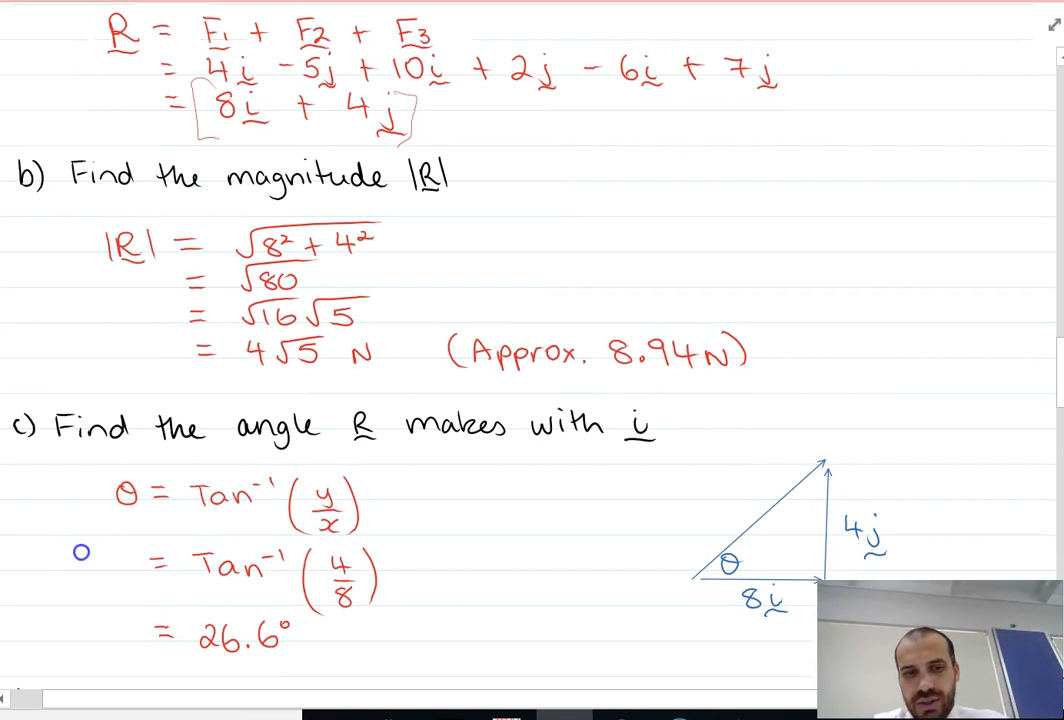 R = F1 + F2 + F3
= 4i - 5j + 10i + 2j - 6i + 7j
= [8i + 4j]
b) Find the magnitude |R|
|R| = √8² + 4²
= √80
= √16 √5
= 4√5 N (Approx. 8.94N)
c) Find the angle R makes with i
θ = Tan⁻¹ (y/x)
= Tan⁻¹ (4/8)
= 26.6°
4j
θ
8i